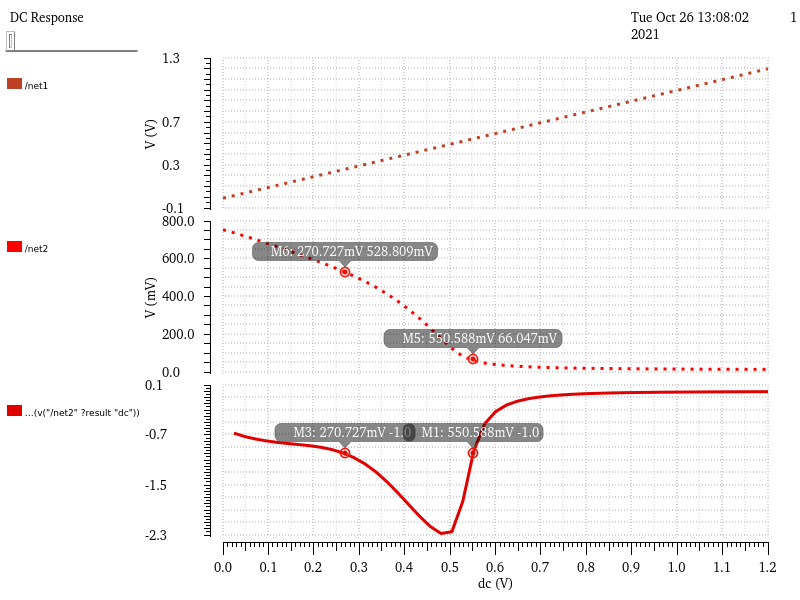 DC Response
Tue Oct 26 13:08:02 1
2021
1.3
/net1
V (V)
0.7
0.3
-0.1
800.0
/net2
M6: 270.727mV 528.809mV
600.0
V (mV)
400.0
M5: 550.588mV 66.047mV
200.0
0.0
0.1
...(v("/net2" ?result "dc"))
-0.7
M3: 270.727mV -1.0
M1: 550.588mV -1.0
-1.5
-2.3
0.0 0.1 0.2 0.3 0.4 0.5 0.6 0.7 0.8 0.9 1.0 1.1 1.2
dc (V)